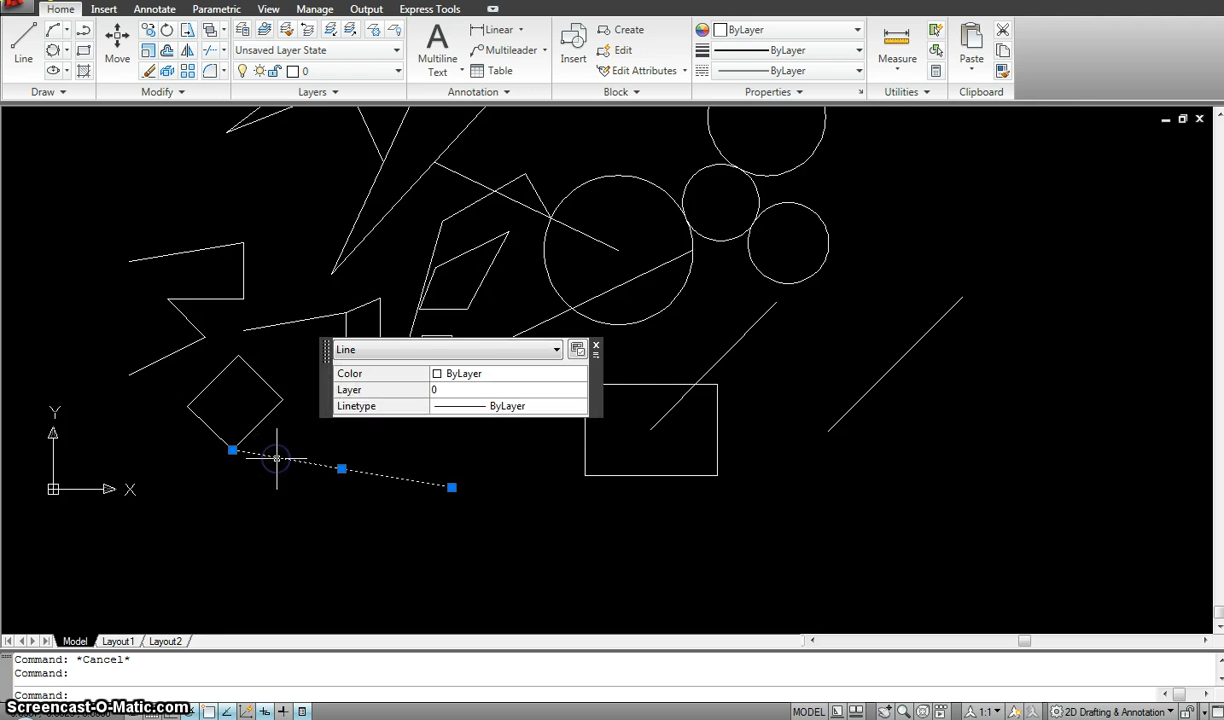 Home Insert Annotate Parametric View Manage Output Express Tools
Line
Move
Unsaved Layer State
0
Multiline
Text
Linear
Multileader
Table
Insert
Create
Edit
Edit Attributes
ByLayer
ByLayer
ByLayer
Measure
Paste
Draw Modify Layers Annotation Block Properties Utilities Clipboard
Line
Color ByLayer
Layer 0
Linetype ByLayer
Y
X
Model Layout1 Layout2
Command: *Cancel*
Command:
Command:
Screencast-O-Matic.com
MODEL 1:1 2D Drafting & Annotation